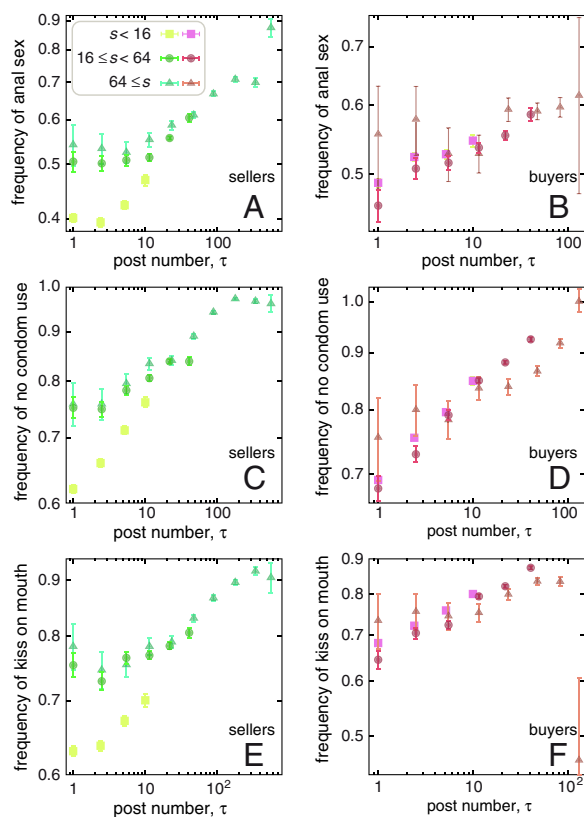 frequency of anal sex
0.9
0.8
0.7
0.6
0.5
0.4
s < 16
16 ≤ s < 64
64 ≤ s
sellers
A
1
10
100
post number, τ
frequency of anal sex
0.7
0.6
0.5
buyers
B
1
10
100
post number, τ
frequency of no condom use
1.0
0.9
0.8
0.7
0.6
sellers
C
1
10
100
post number, τ
frequency of no condom use
1.0
0.9
0.8
0.7
buyers
D
1
10
100
post number, τ
frequency of kiss on mouth
0.9
0.8
0.7
0.6
sellers
E
1
10
10²
post number, τ
frequency of kiss on mouth
0.9
0.8
0.7
0.6
0.5
buyers
F
1
10
10²
post number, τ